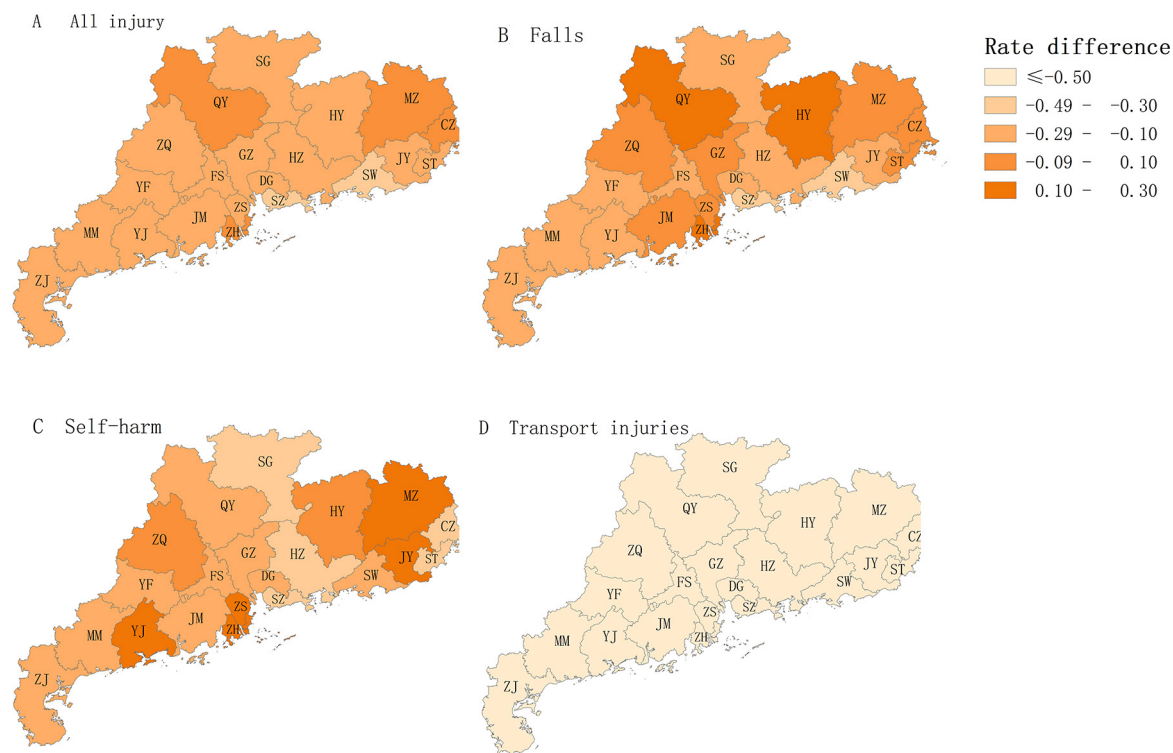 A All injury
SG
QY
MZ
HY
CZ
ZQ
GZ
HZ
JY
ST
FS
DG
SW
YF
ZS
SZ
JM
MM
YJ
ZH
ZJ
B Falls
SG
QY
MZ
HY
CZ
ZQ
GZ
HZ
JY
ST
FS
DG
SW
YF
ZS
SZ
JM
MM
YJ
ZH
ZJ
Rate difference
≤-0.50
-0.49 - -0.30
-0.29 - -0.10
-0.09 - 0.10
0.10 - 0.30
C Self-harm
SG
MZ
QY
HY
CZ
ZQ
GZ
HZ
JY
ST
FS
DG
SW
YF
SZ
ZS
JM
MM
YJ
ZH
ZJ
D Transport injuries
SG
QY
MZ
HY
CZ
ZQ
GZ
HZ
JY
ST
FS
DG
SW
YF
ZS
SZ
JM
MM
YJ
ZH
ZJ